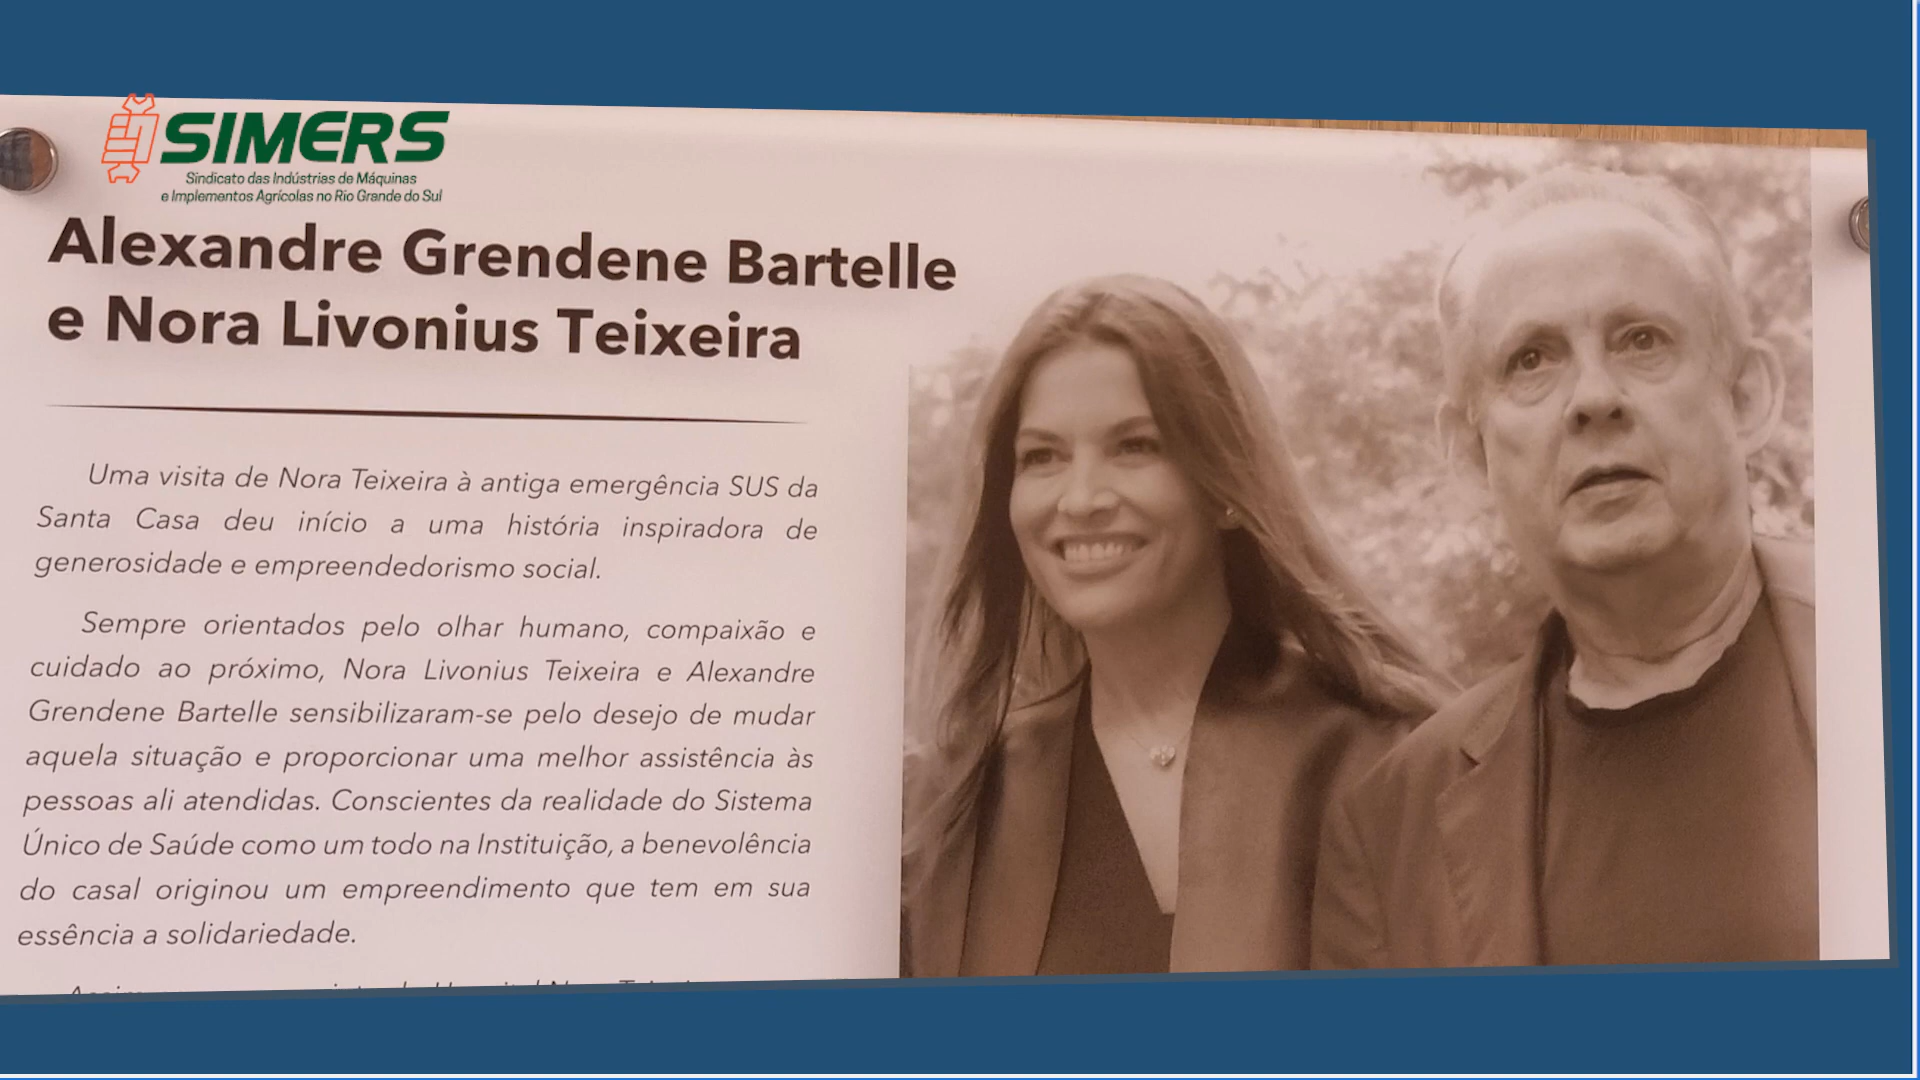 SIMERS
Sindicato das Indústrias de Máquinas
e Implementos Agrícolas no Rio Grande do Sul
Alexandre Grendene Bartelle
e Nora Livonius Teixeira
Uma visita de Nora Teixeira à antiga emergência SUS da
Santa Casa deu início a uma história inspiradora de
generosidade e empreendedorismo social.
Sempre orientados pelo olhar humano, compaixão e
cuidado ao próximo, Nora Livonius Teixeira e Alexandre
Grendene Bartelle sensibilizaram-se pelo desejo de mudar
aquela situação e proporcionar uma melhor assistência às
pessoas ali atendidas. Conscientes da realidade do Sistema
Único de Saúde como um todo na Instituição, a benevolência
do casal originou um empreendimento que tem em sua
essência a solidariedade.